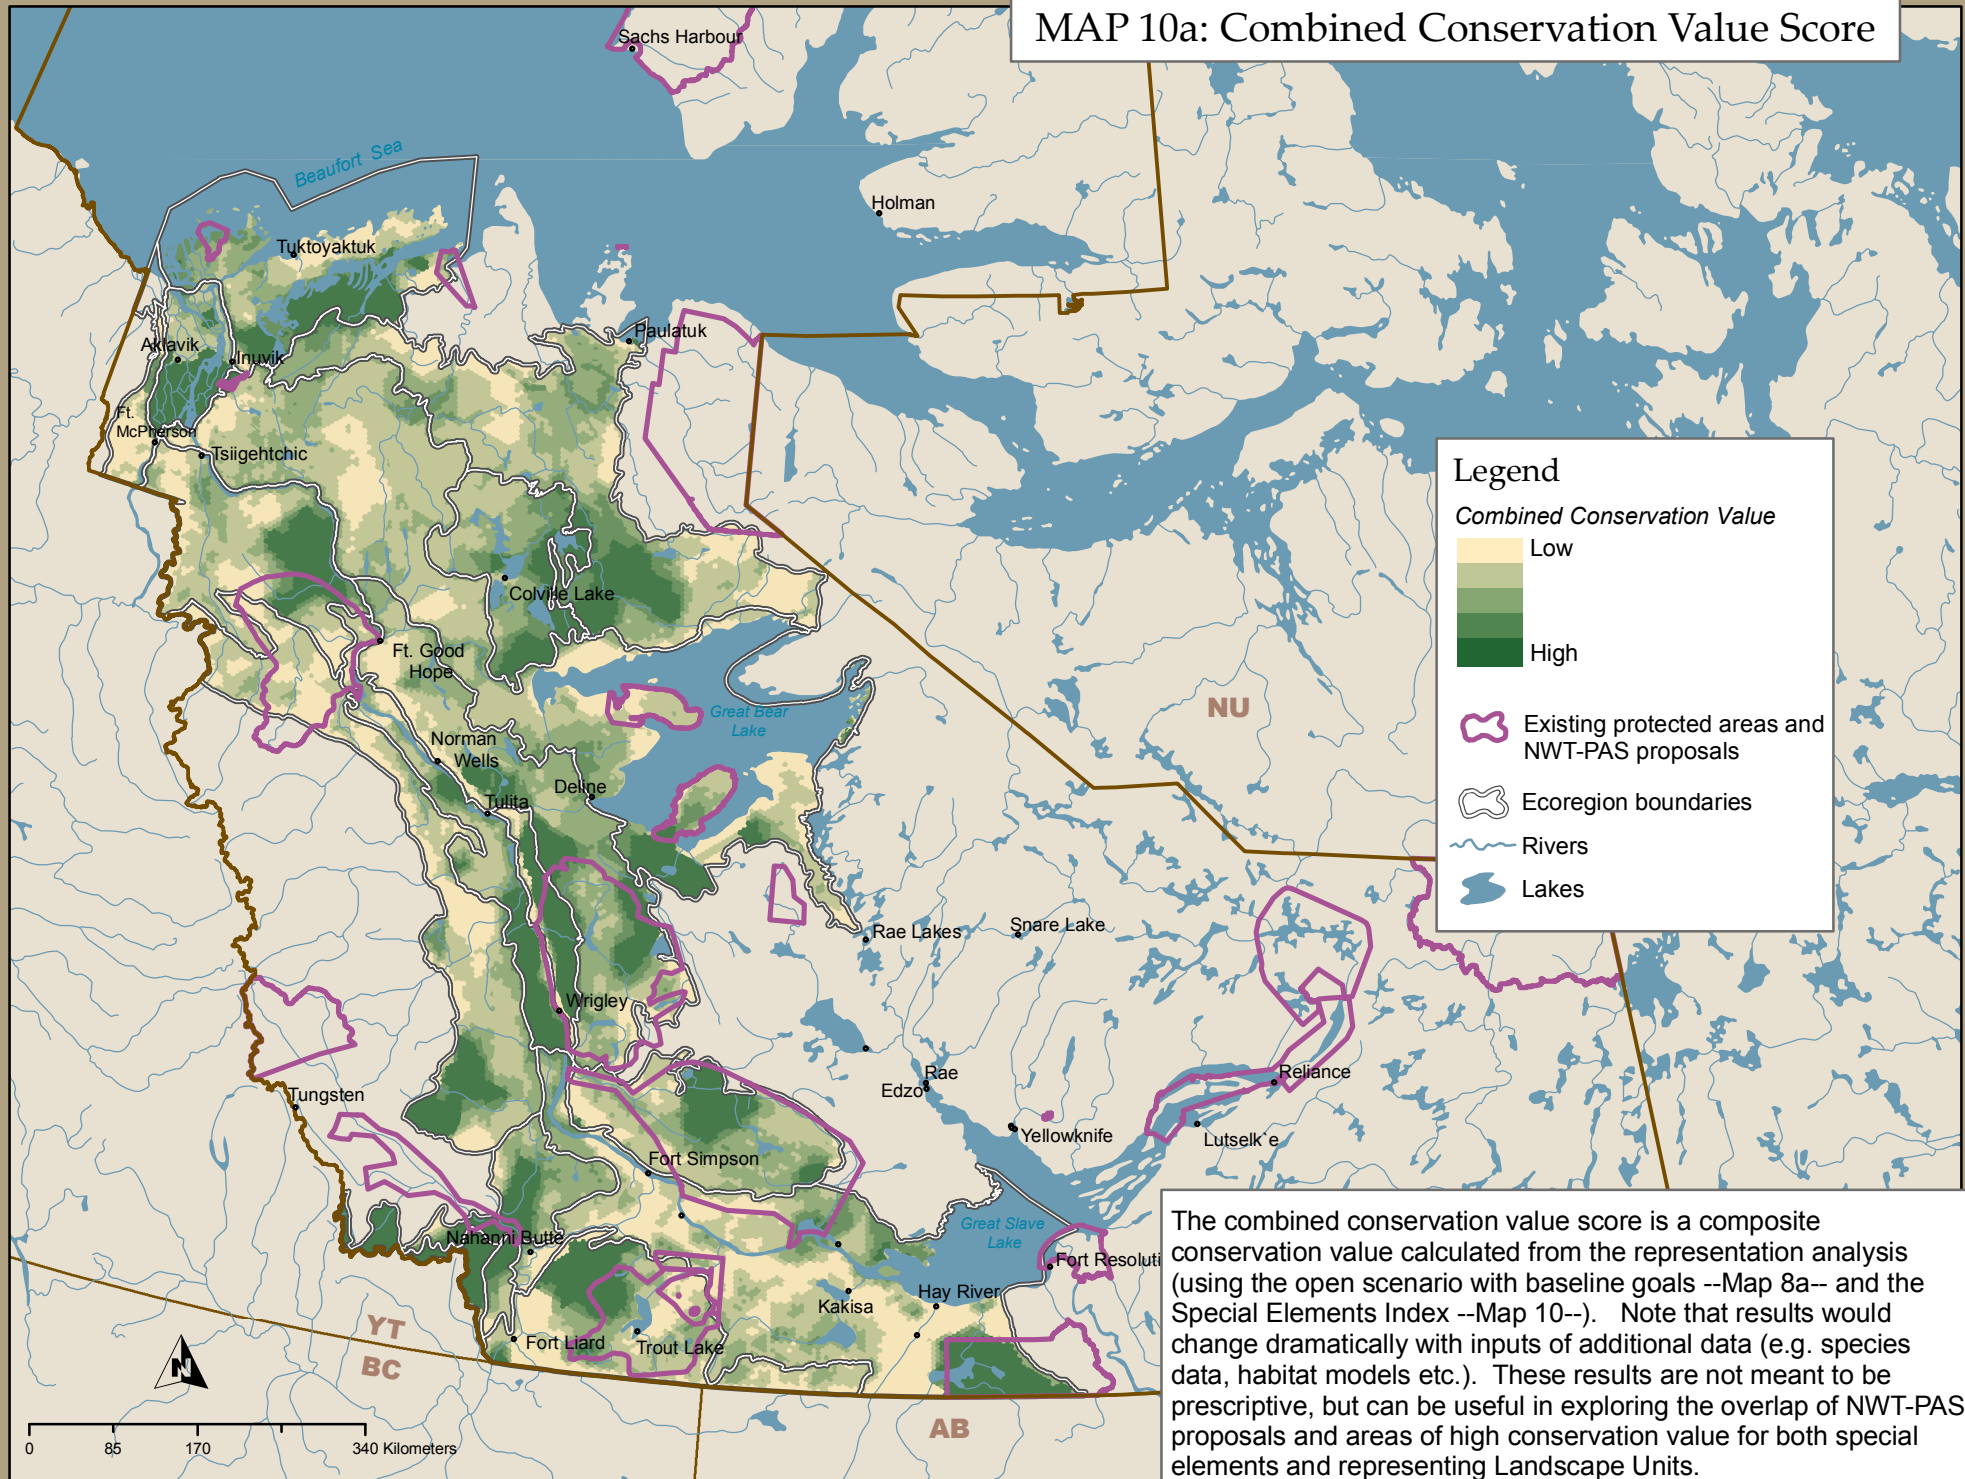 MAP 10a: Combined Conservation Value Score
Sachs Harbour
Beaufort Sea
Holman
Tuktoyaktuk
Paulatuk
Aklavik
Inuvik
Ft.
McPherson
Tsiigehtchic
Colville Lake
Ft. Good
Hope
Great Bear
Lake
Norman
Wells
Deline
Tulita
NU
Rae Lakes
Snare Lake
Wrigley
Tungsten
Rae
Edzo
Reliance
Yellowknife
Lutselk`e
Fort Simpson
Nahanni Butte
Great Slave
Lake
Fort Resoluti
Hay River
Kakisa
Fort Liard
Trout Lake
YT
BC
AB
N
0 85 170 340 Kilometers
Legend
Combined Conservation Value
Low
High
Existing protected areas and
NWT-PAS proposals
Ecoregion boundaries
Rivers
Lakes
The combined conservation value score is a composite
conservation value calculated from the representation analysis
(using the open scenario with baseline goals --Map 8a-- and the
Special Elements Index --Map 10--). Note that results would
change dramatically with inputs of additional data (e.g. species
data, habitat models etc.). These results are not meant to be
prescriptive, but can be useful in exploring the overlap of NWT-PAS
proposals and areas of high conservation value for both special
elements and representing Landscape Units.